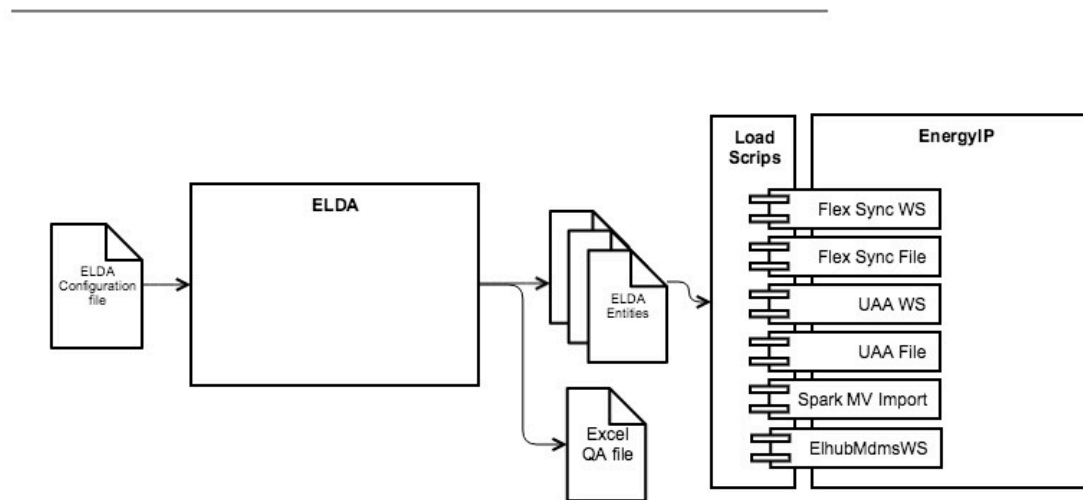 Load
Scrips
EnergyIP
ELDA
Flex Sync WS
Flex Sync File
UAA WS
UAA File
Spark MV Import
ElhubMdmsWS
ELDA
Configuration
file
ELDA
Entities
Excel
QA file